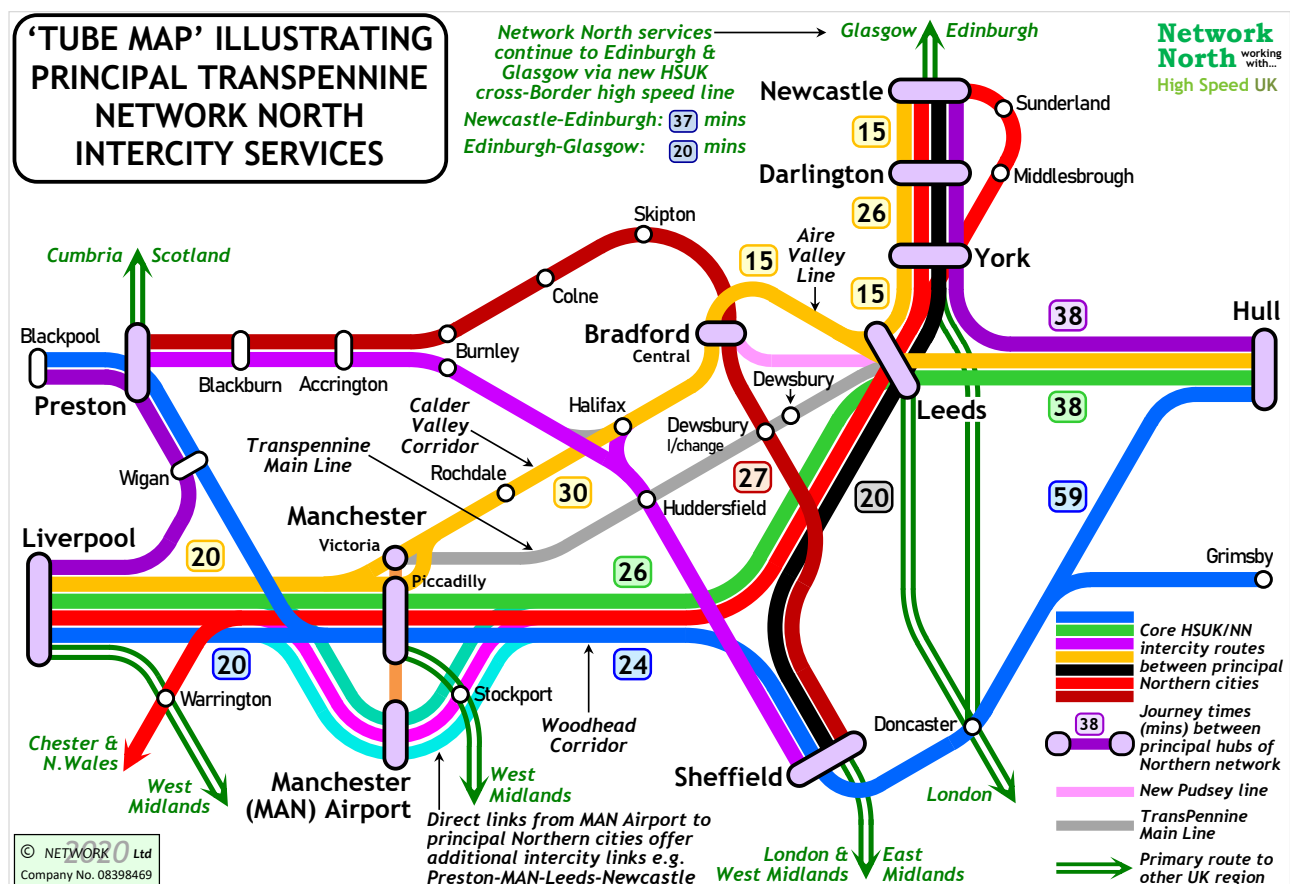 ‘TUBE MAP’ ILLUSTRATING
PRINCIPAL TRANSPENNINE
NETWORK NORTH
INTERCITY SERVICES
Network North services
continue to Edinburgh &
Glasgow via new HSUK
cross-Border high speed line
Newcastle-Edinburgh: 37 mins
Edinburgh-Glasgow: 20 mins
Glasgow Edinburgh
Network
North working
with...
High Speed UK
Newcastle
Sunderland
15
Darlington
Middlesbrough
26
York
Skipton
Aire
Valley
Line
15
15
Cumbria Scotland
Colne
Blackpool
Burnley
Bradford
Central
38
Hull
Blackburn
Accrington
Preston
Dewsbury
Leeds
38
Calder
Valley
Corridor
Halifax
Dewsbury
I/change
Transpennine
Main Line
Wigan
Rochdale
30
27
20
59
Huddersfield
Manchester
Victoria
Liverpool
20
Piccadilly
26
Grimsby
20
24
Warrington
Stockport
Woodhead
Corridor
Doncaster
Chester &
N.Wales
West
Midlands
Manchester
(MAN) Airport
West
Midlands
Sheffield
London
Direct links from MAN Airport to
principal Northern cities offer
additional intercity links e.g.
Preston-MAN-Leeds-Newcastle
London &
West Midlands
East
Midlands
Core HSUK/NN
intercity routes
between principal
Northern cities
38
Journey times
(mins) between
principal hubs of
Northern network
New Pudsey line
TransPennine
Main Line
Primary route to
other UK region
© NETWORK 2020 Ltd
Company No. 08398469